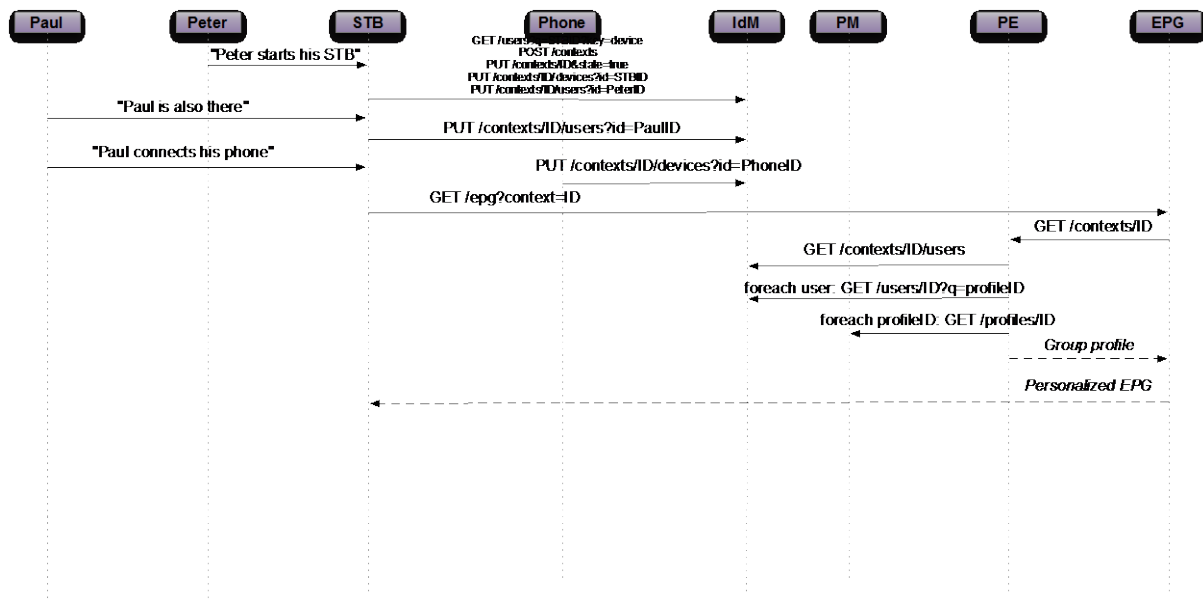 Paul
Peter
STB
Phone
IdM
PM
PE
EPG
GET /users
=device
POST /contexts
"Peter starts his STB"
PUT /contexts/ID&state=true
PUT /contexts/ID/devices?id=STBID
PUT /contexts/ID/users?id=PeterID
"Paul is also there"
PUT /contexts/ID/users?id=PaulID
"Paul connects his phone"
PUT /contexts/ID/devices?id=PhoneID
GET /epg?context=ID
GET /contexts/ID
GET /contexts/ID/users
foreach user: GET /users/ID?q=profileID
foreach profileID: GET /profiles/ID
Group profile
Personalized EPG